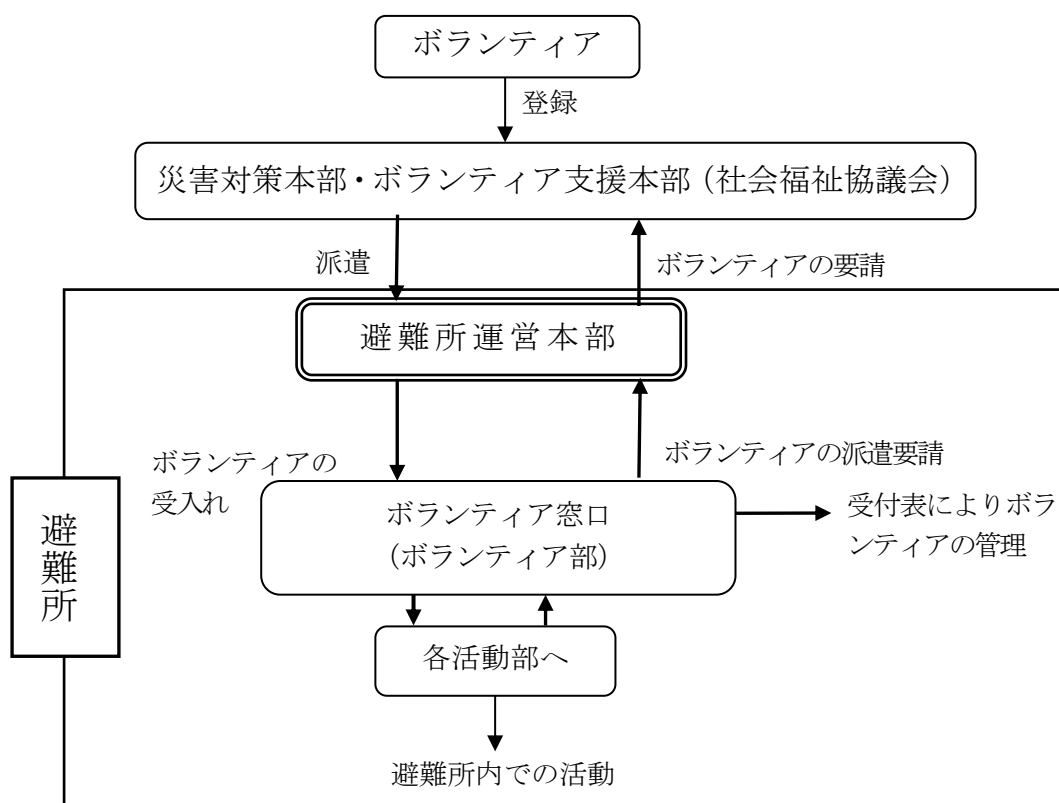 ボランティア
登録
災害対策本部・ボランティア支援本部（社会福祉協議会）
派遣
ボランティアの要請
避難所運営本部
ボランティアの派遣要請
ボランティアの
受入れ
ボランティア窓口
（ボランティア部）
受付表によりボラ
ンティアの管理
避難所
各活動部へ
避難所内での活動